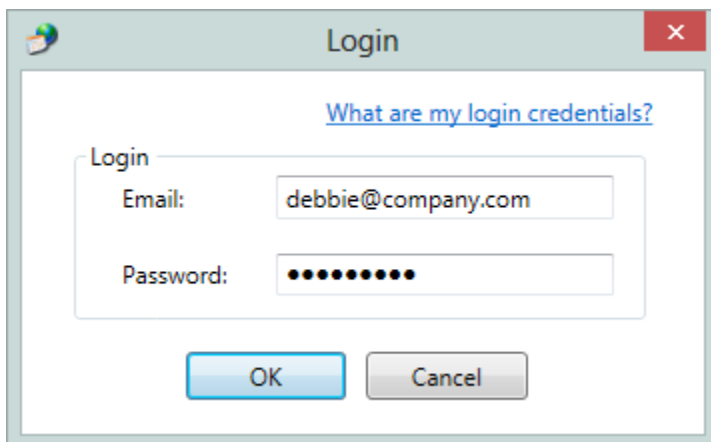 Login
What are my login credentials?
Login
Email: debbie@company.com
Password: •••••••••
OK Cancel